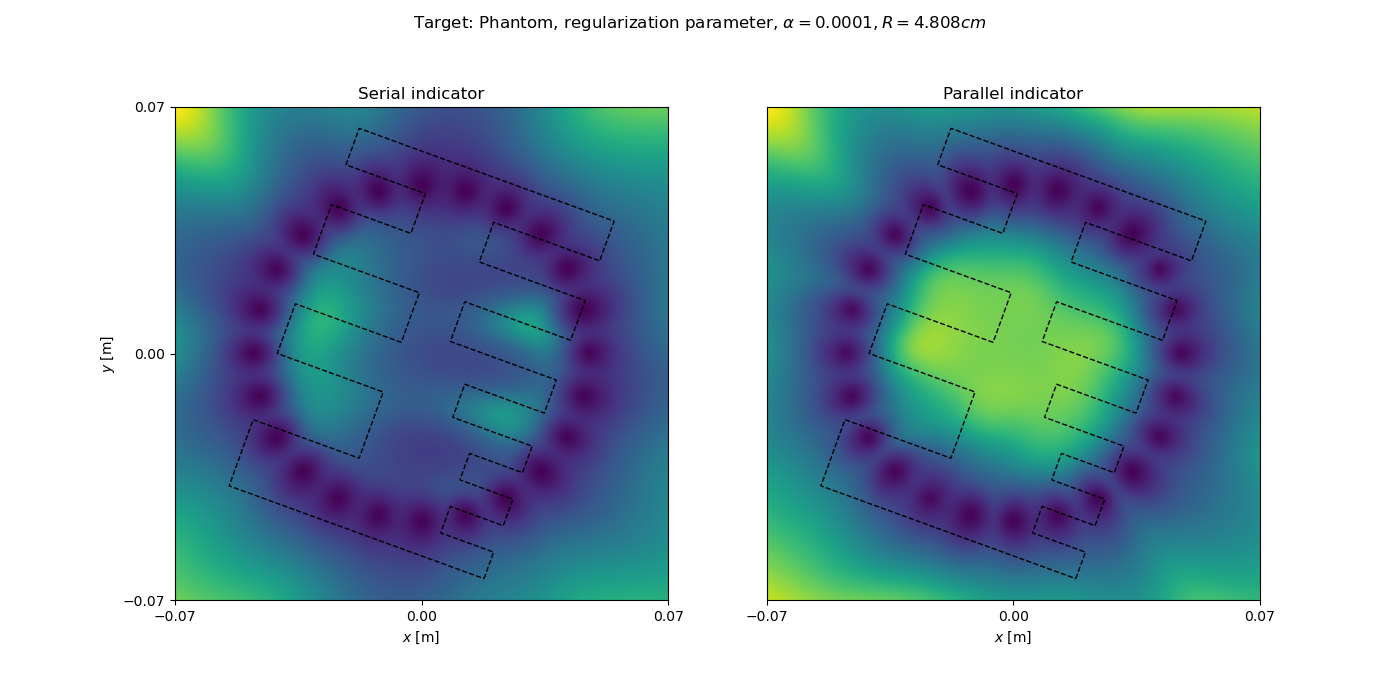 Target: Phantom, regularization parameter, α = 0.0001, R = 4.808cm
Serial indicator
Parallel indicator
0.07
0.00
−0.07
y [m]
−0.07
0.00
0.07
−0.07
0.00
0.07
x [m]
x [m]